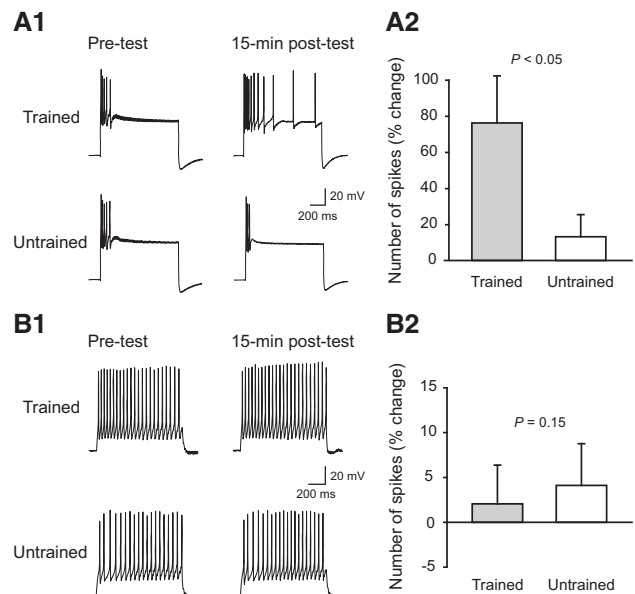 A1
Pre-test
15-min post-test
Trained
20 mV
200 ms
Untrained
A2
Number of spikes (% change)
100
80
60
40
20
0
P < 0.05
Trained
Untrained
B1
Pre-test
15-min post-test
Trained
20 mV
200 ms
Untrained
B2
Number of spikes (% change)
15
10
5
0
-5
P = 0.15
Trained
Untrained